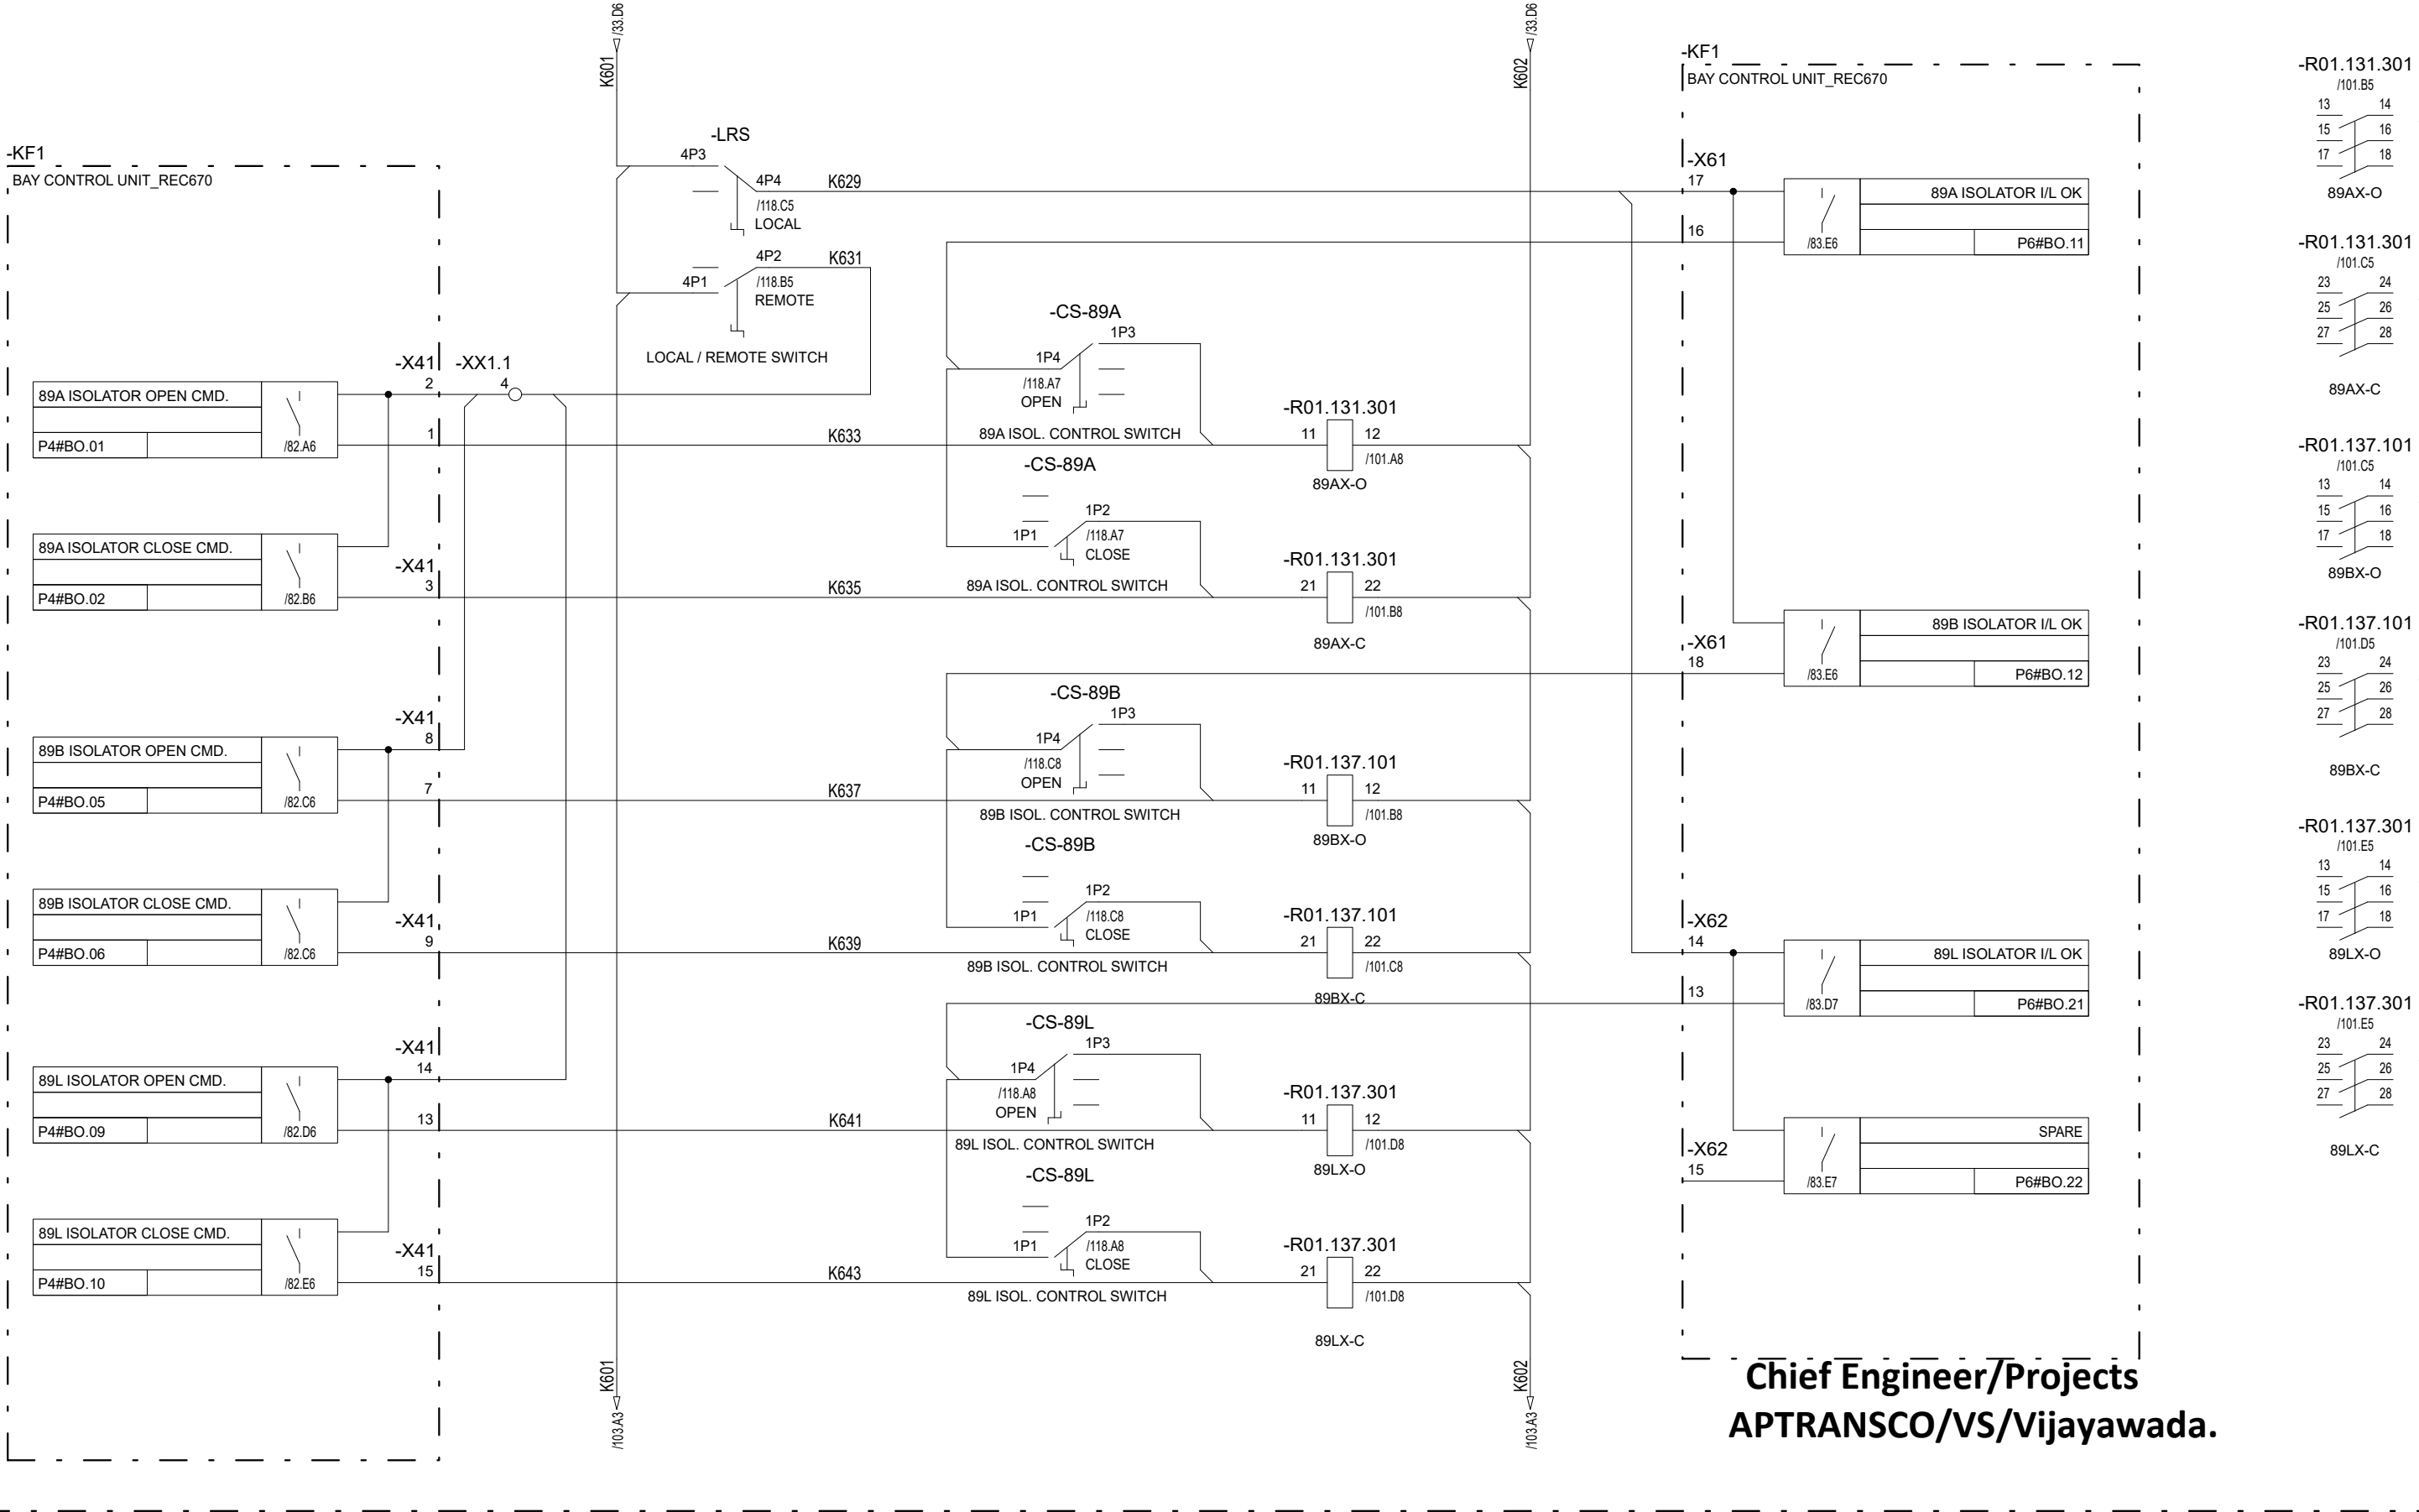 /33.D6
K601
/33.D6
K602
-KF1
BAY CONTROL UNIT_REC670
-X41
2
-XX1.1
4
89A ISOLATOR OPEN CMD.
P4#BO.01
/82.A6
1
89A ISOLATOR CLOSE CMD.
P4#BO.02
/82.B6
-X41
3
-X41
8
89B ISOLATOR OPEN CMD.
P4#BO.05
/82.C6
7
89B ISOLATOR CLOSE CMD.
P4#BO.06
/82.C6
-X41
9
-X41
14
89L ISOLATOR OPEN CMD.
P4#BO.09
/82.D6
13
89L ISOLATOR CLOSE CMD.
P4#BO.10
/82.E6
-X41
15
-LRS
4P3
4P4
K629
/118.C5
LOCAL
4P2
K631
4P1
/118.B5
REMOTE
LOCAL / REMOTE SWITCH
K633
K635
K637
K639
K641
K643
-CS-89A
1P3
1P4
/118.A7
OPEN
89A ISOL. CONTROL SWITCH
-CS-89A
1P2
1P1
/118.A7
CLOSE
89A ISOL. CONTROL SWITCH
-CS-89B
1P3
1P4
/118.C8
OPEN
89B ISOL. CONTROL SWITCH
-CS-89B
1P2
1P1
/118.C8
CLOSE
89B ISOL. CONTROL SWITCH
-CS-89L
1P3
1P4
/118.A8
OPEN
89L ISOL. CONTROL SWITCH
-CS-89L
1P2
1P1
/118.A8
CLOSE
89L ISOL. CONTROL SWITCH
-R01.131.301
11 12
/101.A8
89AX-O
-R01.131.301
21 22
/101.B8
89AX-C
-R01.137.101
11 12
/101.B8
89BX-O
-R01.137.101
21 22
/101.C8
89BX-C
-R01.137.301
11 12
/101.D8
89LX-O
-R01.137.301
21 22
/101.D8
89LX-C
K601
/103.A3
K602
/103.A3
-KF1
BAY CONTROL UNIT_REC670
-X61
17
89A ISOLATOR I/L OK
16
/83.E6
P6#BO.11
89B ISOLATOR I/L OK
-X61
18
/83.E6
P6#BO.12
-X62
14
89L ISOLATOR I/L OK
13
/83.D7
P6#BO.21
SPARE
-X62
15
/83.E7
P6#BO.22
-R01.131.301
/101.B5
13 14
15 16
17 18
89AX-O
-R01.131.301
/101.C5
23 24
25 26
27 28
89AX-C
-R01.137.101
/101.C5
13 14
15 16
17 18
89BX-O
-R01.137.101
/101.D5
23 24
25 26
27 28
89BX-C
-R01.137.301
/101.E5
13 14
15 16
17 18
89LX-O
-R01.137.301
/101.E5
23 24
25 26
27 28
89LX-C
Chief Engineer/Projects
APTRANSCO/VS/Vijayawada.